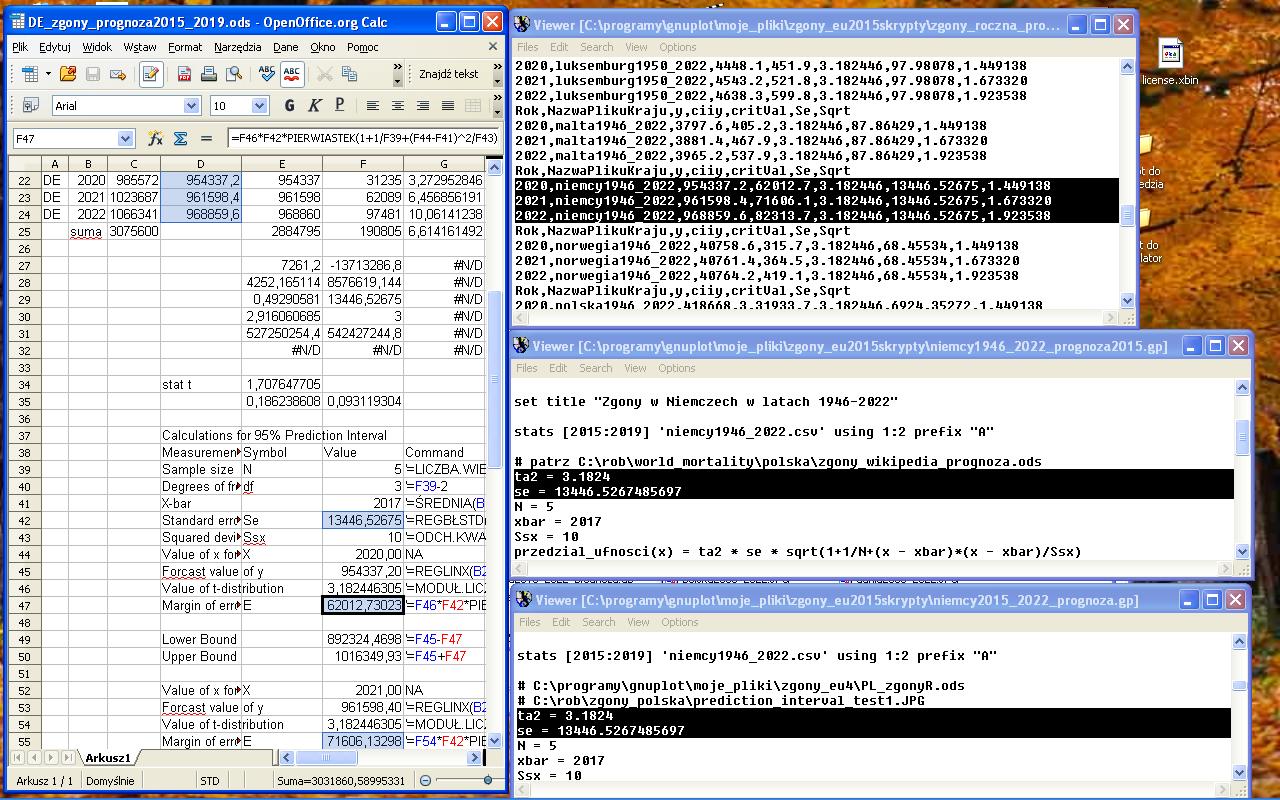 DE_zgony_prognoza2015_2019.ods - OpenOffice.org Calc
Plik Edytuj Widok Wstaw Format Narzędzia Dane Okno Pomoc
Znajdź tekst
Arial 10 G K P
F47 =F46*F42*PIERWIASTEK(1+1/F39+(F44-F41)^2/F43)
A B C D E F G
22 DE 2020 985572 954337,2 954337 31235 3,272952846
23 DE 2021 1023687 961598,4 961598 62089 6,456856191
24 DE 2022 1066341 968859,6 968860 97481 10,06141238
25 suma 3075600 2884795 190805 6,614161492
26
27 7261,2 -13713286,8 #N/D
28 4252,165114 8576619,144 #N/D
29 0,49290581 13446,52675 #N/D
30 2,916060685 3 #N/D
31 527250254,4 542427244,8 #N/D
32 #N/D #N/D #N/D
33
34 stat t 1,707647705
35 0,186238608 0,093119304
36
37 Calculations for 95% Prediction Interval
38 Measuremen Symbol Value Command
39 Sample size N 5 '=LICZBA.WIE
40 Degrees of fr df 3 '=F39-2
41 X-bar 2017 '=ŚREDNIA(B
42 Standard erro Se 13446,52675 '=REGBŁSTD(
43 Squared devi Ssx 10 '=ODCH.KWA
44 Value of x for X 2020,00 NA
45 Forcast value of y 954337,20 '=REGLINX(B2
46 Value of t-distribution 3,182446305 '=MODUŁ.LIC
47 Margin of erro E 62012,73023 '=F46*F42*PIE
48
49 Lower Bound 892324,4698 '=F45-F47
50 Upper Bound 1016349,93 '=F45+F47
51
52 Value of x for X 2021,00 NA
53 Forcast value of y 961598,40 '=REGLINX(B2
54 Value of t-distribution 3,182446305 '=MODUŁ.LIC
55 Margin of erro E 71606,13298 '=F54*F42*PIE
Arkusz1
Arkusz 1 / 1 Domyślnie STD Suma=3031860,58995331
Viewer [C:\programy\gnuplot\moje_pliki\zgony_eu2015skrypty\zgony_roczna_pro...
Files Edit Search View Options
2020,luksemburg1950_2022,4448.1,451.9,3.182446,97.98078,1.449138
2021,luksemburg1950_2022,4543.2,521.8,3.182446,97.98078,1.673320
2022,luksemburg1950_2022,4638.3,599.8,3.182446,97.98078,1.923538
Rok,NazwaPlikuKraju,y,ciiy,critVal,Se,Sqrt
2020,malta1946_2022,3797.6,405.2,3.182446,87.86429,1.449138
2021,malta1946_2022,3881.4,467.9,3.182446,87.86429,1.673320
2022,malta1946_2022,3965.2,537.9,3.182446,87.86429,1.923538
Rok,NazwaPlikuKraju,y,ciiy,critVal,Se,Sqrt
2020,niemcy1946_2022,954337.2,62012.7,3.182446,13446.52675,1.449138
2021,niemcy1946_2022,961598.4,71606.1,3.182446,13446.52675,1.673320
2022,niemcy1946_2022,968859.6,82313.7,3.182446,13446.52675,1.923538
Rok,NazwaPlikuKraju,y,ciiy,critVal,Se,Sqrt
2020,norwegia1946_2022,40758.6,315.7,3.182446,68.45534,1.449138
2021,norwegia1946_2022,40761.4,364.5,3.182446,68.45534,1.673320
2022,norwegia1946_2022,40764.2,419.1,3.182446,68.45534,1.923538
Rok,NazwaPlikuKraju,y,ciiy,critVal,Se,Sqrt
2020,polska1946_2022,418668.3,31933.7,3.182446,6924.35272,1.449138
Viewer [C:\programy\gnuplot\moje_pliki\zgony_eu2015skrypty\niemcy1946_2022_prognoza2015.gp]
Files Edit Search View Options
set title "Zgony w Niemczech w latach 1946-2022"
stats [2015:2019] 'niemcy1946_2022.csv' using 1:2 prefix "A"
# patrz C:\rob\world_mortality\polska\zgony_wikipedia_prognoza.ods
ta2 = 3.1824
se = 13446.5267485697
N = 5
xbar = 2017
Ssx = 10
przedzial_ufnosci(x) = ta2 * se * sqrt(1+1/N+(x - xbar)*(x - xbar)/Ssx)
Viewer [C:\programy\gnuplot\moje_pliki\zgony_eu2015skrypty\niemcy2015_2022_prognoza.gp]
Files Edit Search View Options
stats [2015:2019] 'niemcy1946_2022.csv' using 1:2 prefix "A"
# C:\programy\gnuplot\moje_pliki\zgony_eu4\PL_zgonyR.ods
# C:\rob\zgony_polska\prediction_interval_test1.JPG
ta2 = 3.1824
se = 13446.5267485697
N = 5
xbar = 2017
Ssx = 10
license.xbin